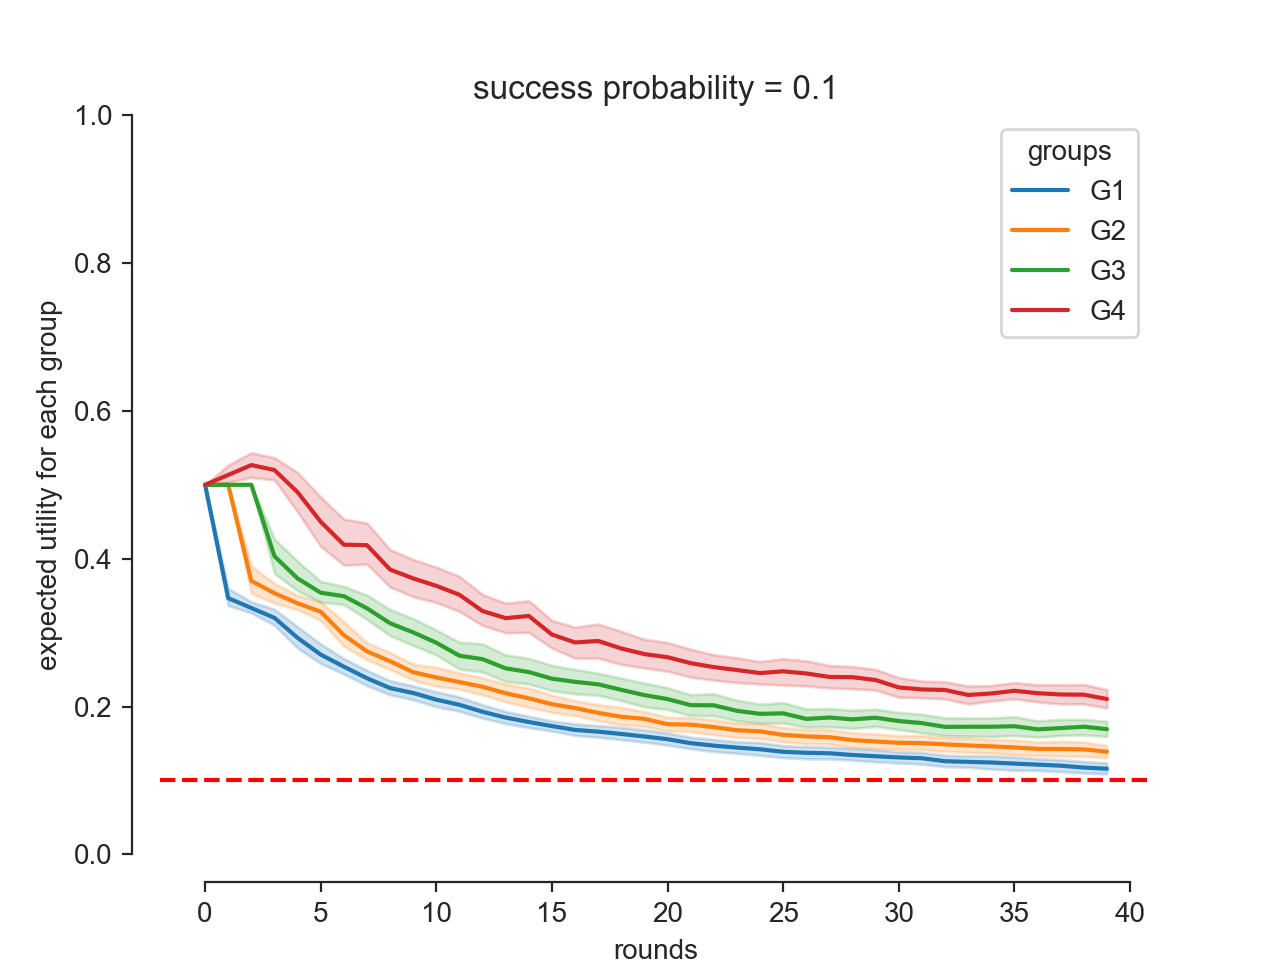 success probability = 0.1
1.0
0.8
0.6
0.4
0.2
0.0
expected utility for each group
groups
G1
G2
G3
G4
0 5 10 15 20 25 30 35 40
rounds